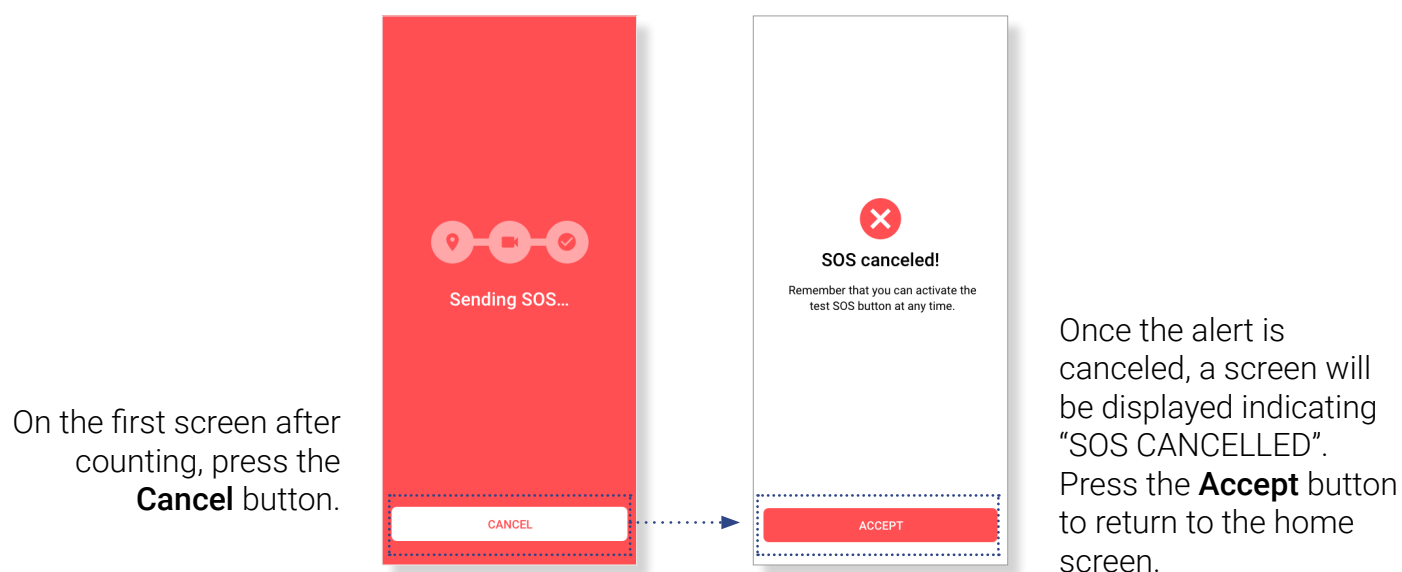 On the first screen after
counting, press the
Cancel button.
Sending SOS...
CANCEL
SOS canceled!
Remember that you can activate the
test SOS button at any time.
ACCEPT
Once the alert is
canceled, a screen will
be displayed indicating
“SOS CANCELLED”.
Press the Accept button
to return to the home
screen.